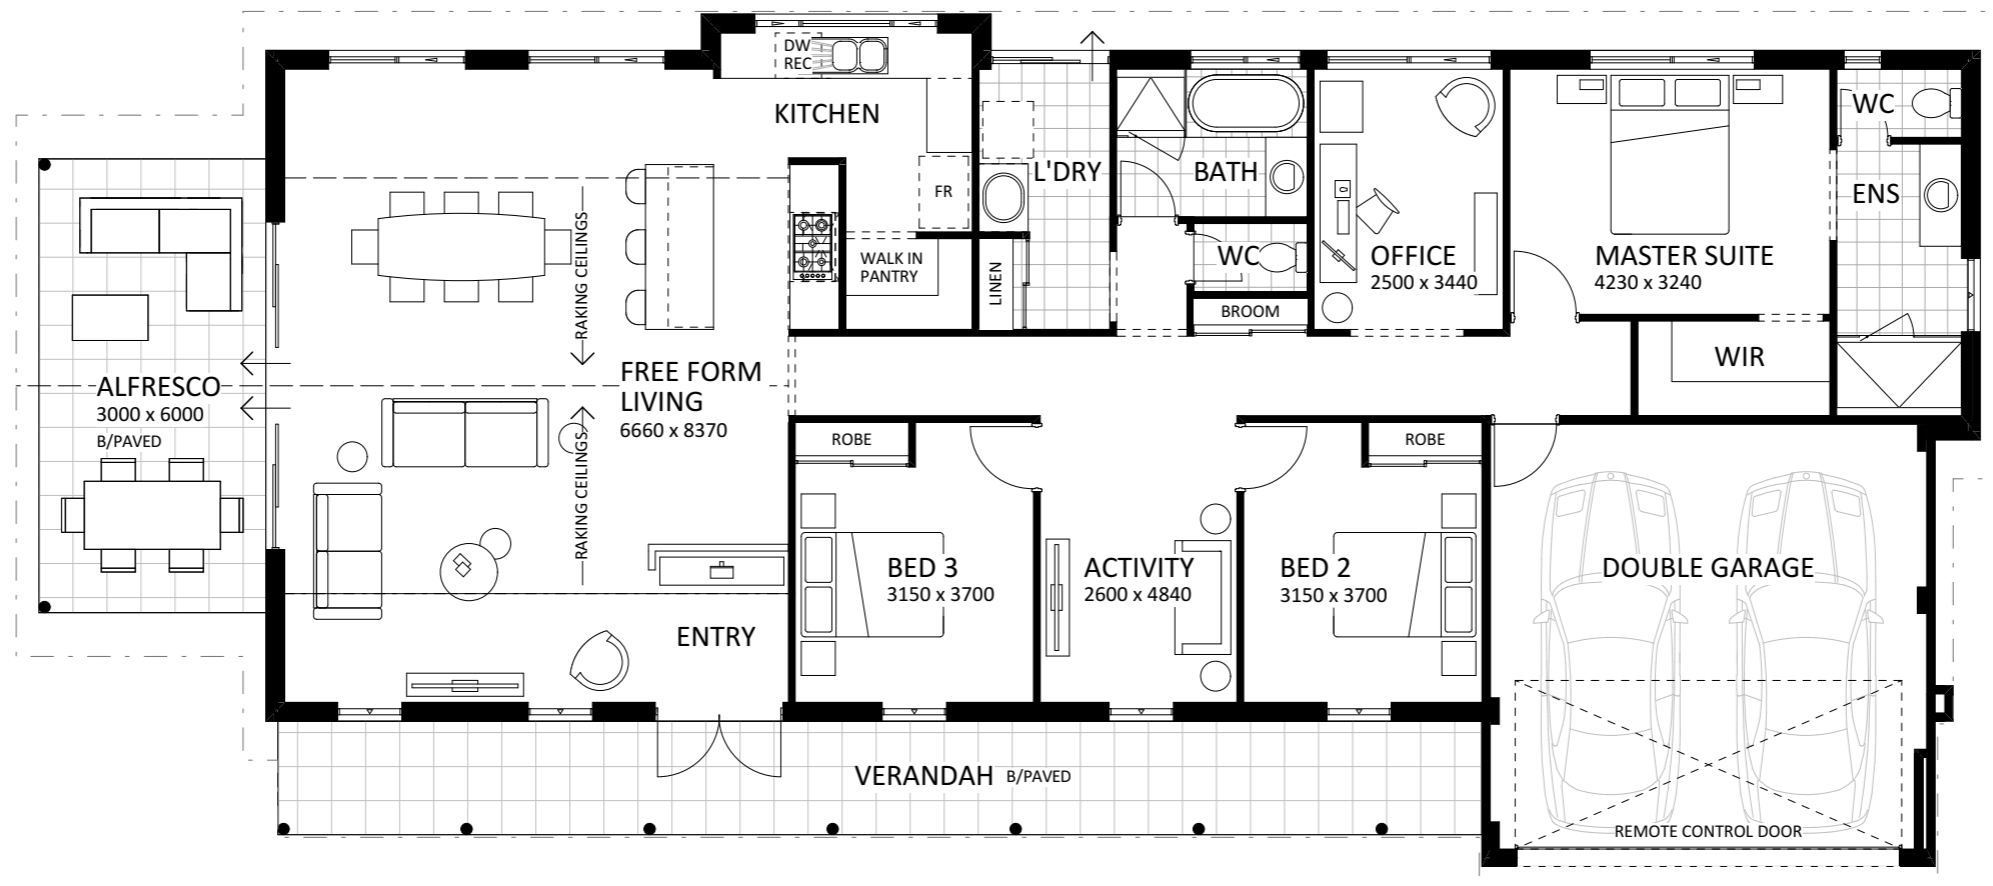 DW
REC
KITCHEN
FR
WALK IN
PANTRY
LINEN
L'DRY
BATH
WC
BROOM
OFFICE
2500 x 3440
MASTER SUITE
4230 x 3240
WC
ENS
WIR
ALFRESCO
3000 x 6000
B/PAVED
RAKING CEILINGS
RAKING CEILINGS
FREE FORM
LIVING
6660 x 8370
ENTRY
ROBE
BED 3
3150 x 3700
ACTIVITY
2600 x 4840
ROBE
BED 2
3150 x 3700
DOUBLE GARAGE
REMOTE CONTROL DOOR
VERANDAH B/PAVED